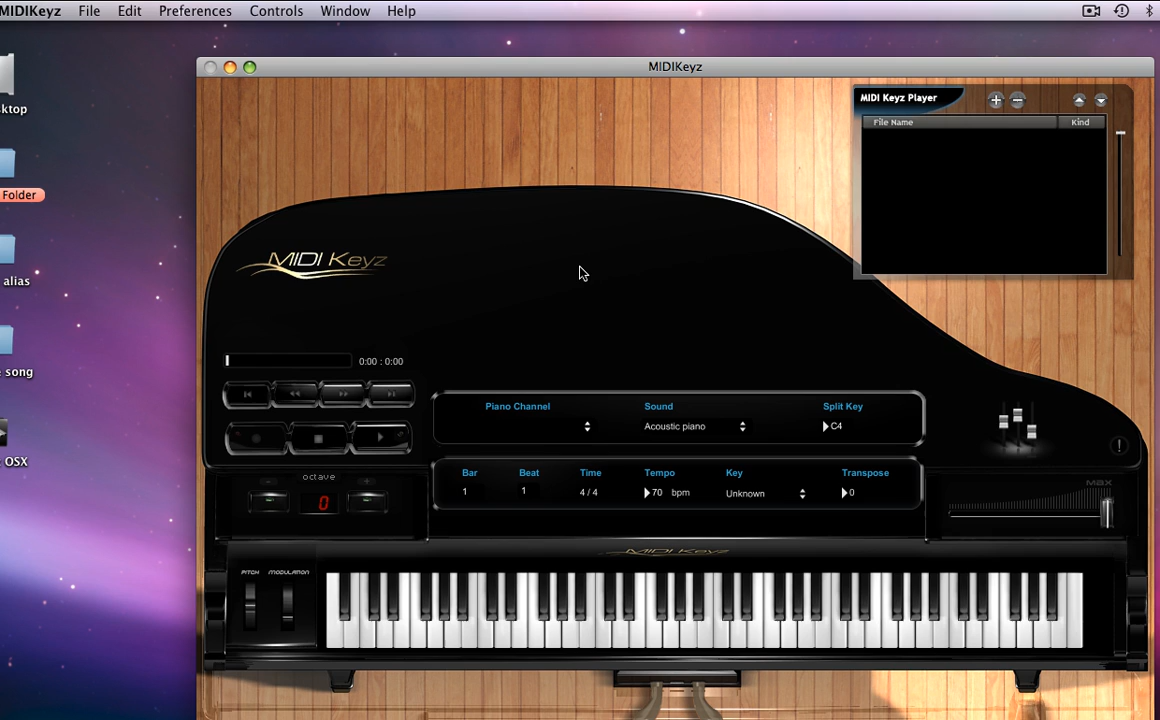 MIDIKeyz File Edit Preferences Controls Window Help
MIDIKeyz
MIDI Keyz Player
File Name Kind
ktop
Folder
alias
song
OSX
MIDI Keyz
0:00 : 0:00
Piano Channel Sound Split Key
Acoustic piano C4
Bar Beat Time Tempo Key Transpose
1 1 4 / 4 70 bpm Unknown 0
octave
0
MAX
MIDI Keyz
PITCH MODULATION